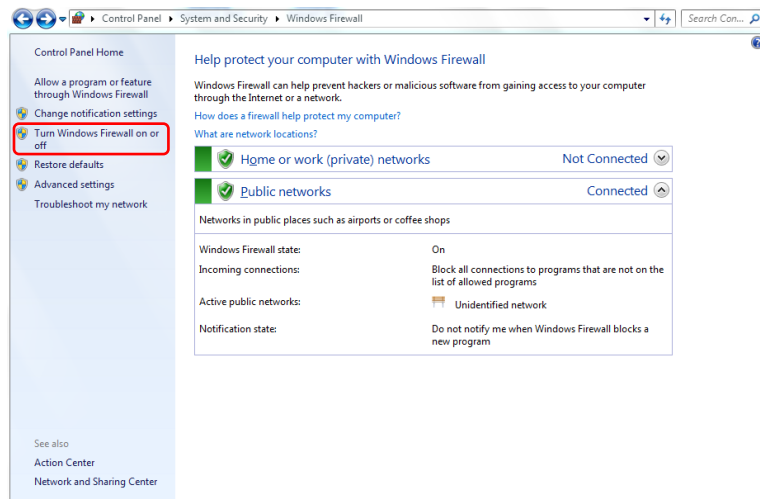 Control Panel ▸ System and Security ▸ Windows Firewall
Search Con...
Control Panel Home
Allow a program or feature
through Windows Firewall
Change notification settings
Turn Windows Firewall on or
off
Restore defaults
Advanced settings
Troubleshoot my network
See also
Action Center
Network and Sharing Center
Help protect your computer with Windows Firewall
Windows Firewall can help prevent hackers or malicious software from gaining access to your computer
through the Internet or a network.
How does a firewall help protect my computer?
What are network locations?
Home or work (private) networks Not Connected
Public networks Connected
Networks in public places such as airports or coffee shops
Windows Firewall state: On
Incoming connections: Block all connections to programs that are not on the
list of allowed programs
Active public networks: Unidentified network
Notification state: Do not notify me when Windows Firewall blocks a
new program